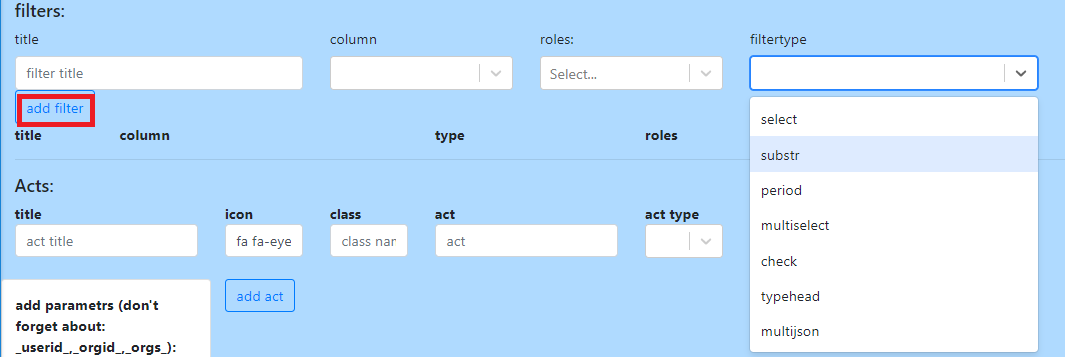 filters:
title column roles: filtertype
filter title Select...
add filter
title column type roles
select
substr
period
multiselect
check
typehead
multijson
Acts:
title icon class act act type
act title fa fa-eye class nar act
add act
add parametrs (don't
forget about:
_userid_,_orgid_,_orgs_):